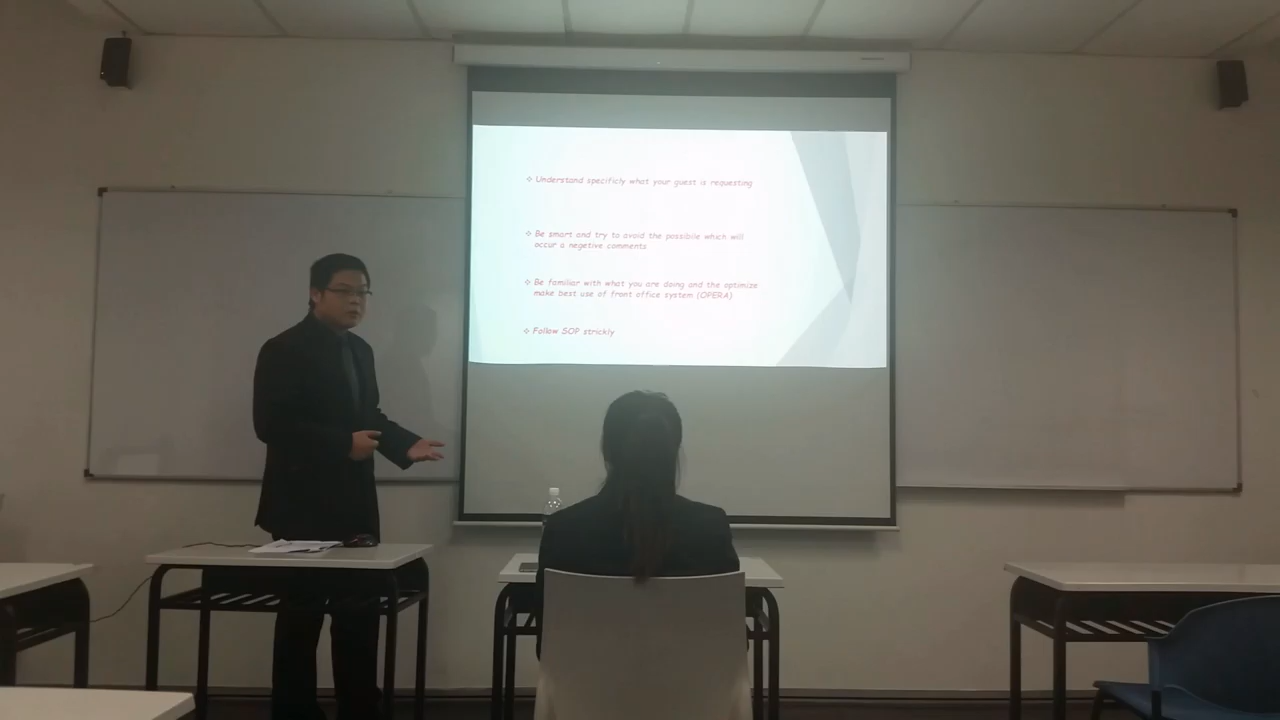 ❖ Understand specificly what your guest is requesting
❖ Be smart and try to avoid the possibile which will
occur a negetive comments
❖ Be familiar with what you are doing and the optimize
make best use of front office system (OPERA)
❖ Follow SOP strickly